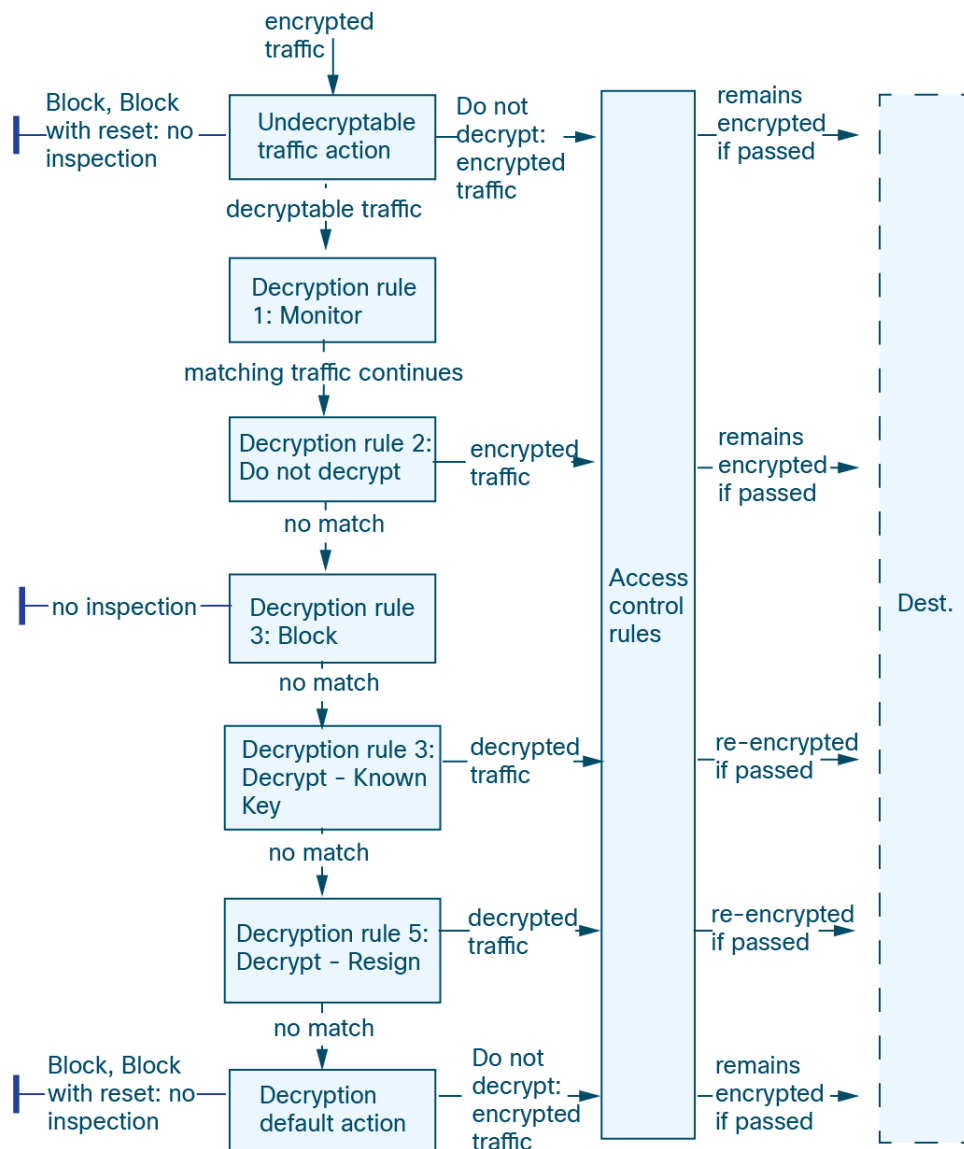 encrypted
traffic
Block, Block
with reset: no
inspection
Undecryptable
traffic action
Do not
decrypt:
encrypted
traffic
remains
encrypted
if passed
decryptable traffic
Decryption rule
1: Monitor
matching traffic continues
Decryption rule 2:
Do not decrypt
encrypted
traffic
remains
encrypted
if passed
no match
no inspection
Decryption rule
3: Block
Access
control
rules
Dest.
no match
Decryption rule 3:
Decrypt - Known
Key
decrypted
traffic
re-encrypted
if passed
no match
Decryption rule 5:
Decrypt - Resign
decrypted
traffic
re-encrypted
if passed
no match
Block, Block
with reset: no
inspection
Decryption
default action
Do not
decrypt:
encrypted
traffic
remains
encrypted
if passed